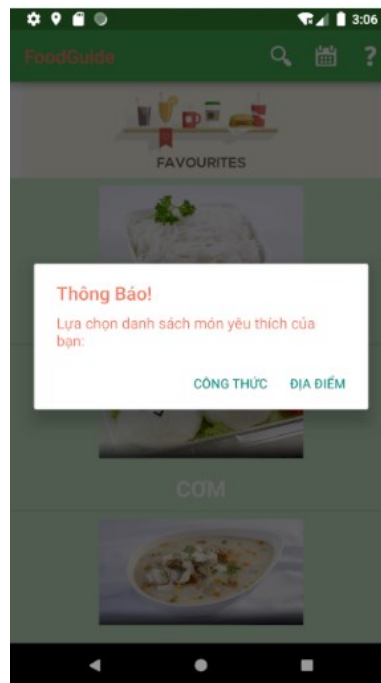 3:06
FoodGuide
?
FAVOURITES
Thông Báo!
Lựa chọn danh sách món yêu thích của
bạn:
CÔNG THỨC ĐỊA ĐIỂM
CƠM